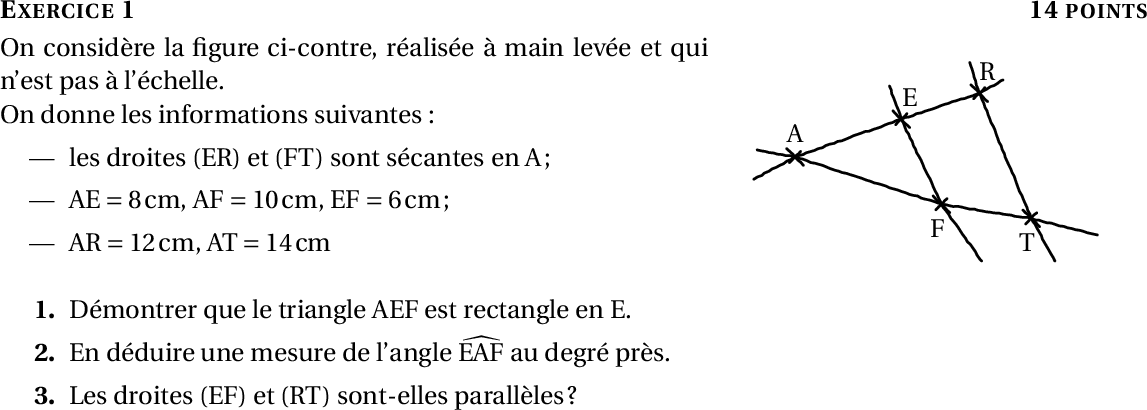 EXERCICE 1 14 POINTS
On considère la figure ci-contre, réalisée à main levée et qui
n'est pas à l'échelle.
On donne les informations suivantes :
— les droites (ER) et (FT) sont sécantes en A ;
— AE = 8 cm, AF = 10 cm, EF = 6 cm ;
— AR = 12 cm, AT = 14 cm
R
E
A
F
T
1. Démontrer que le triangle AEF est rectangle en E.
2. En déduire une mesure de l'angle \widehat{EAF} au degré près.
3. Les droites (EF) et (RT) sont-elles parallèles ?